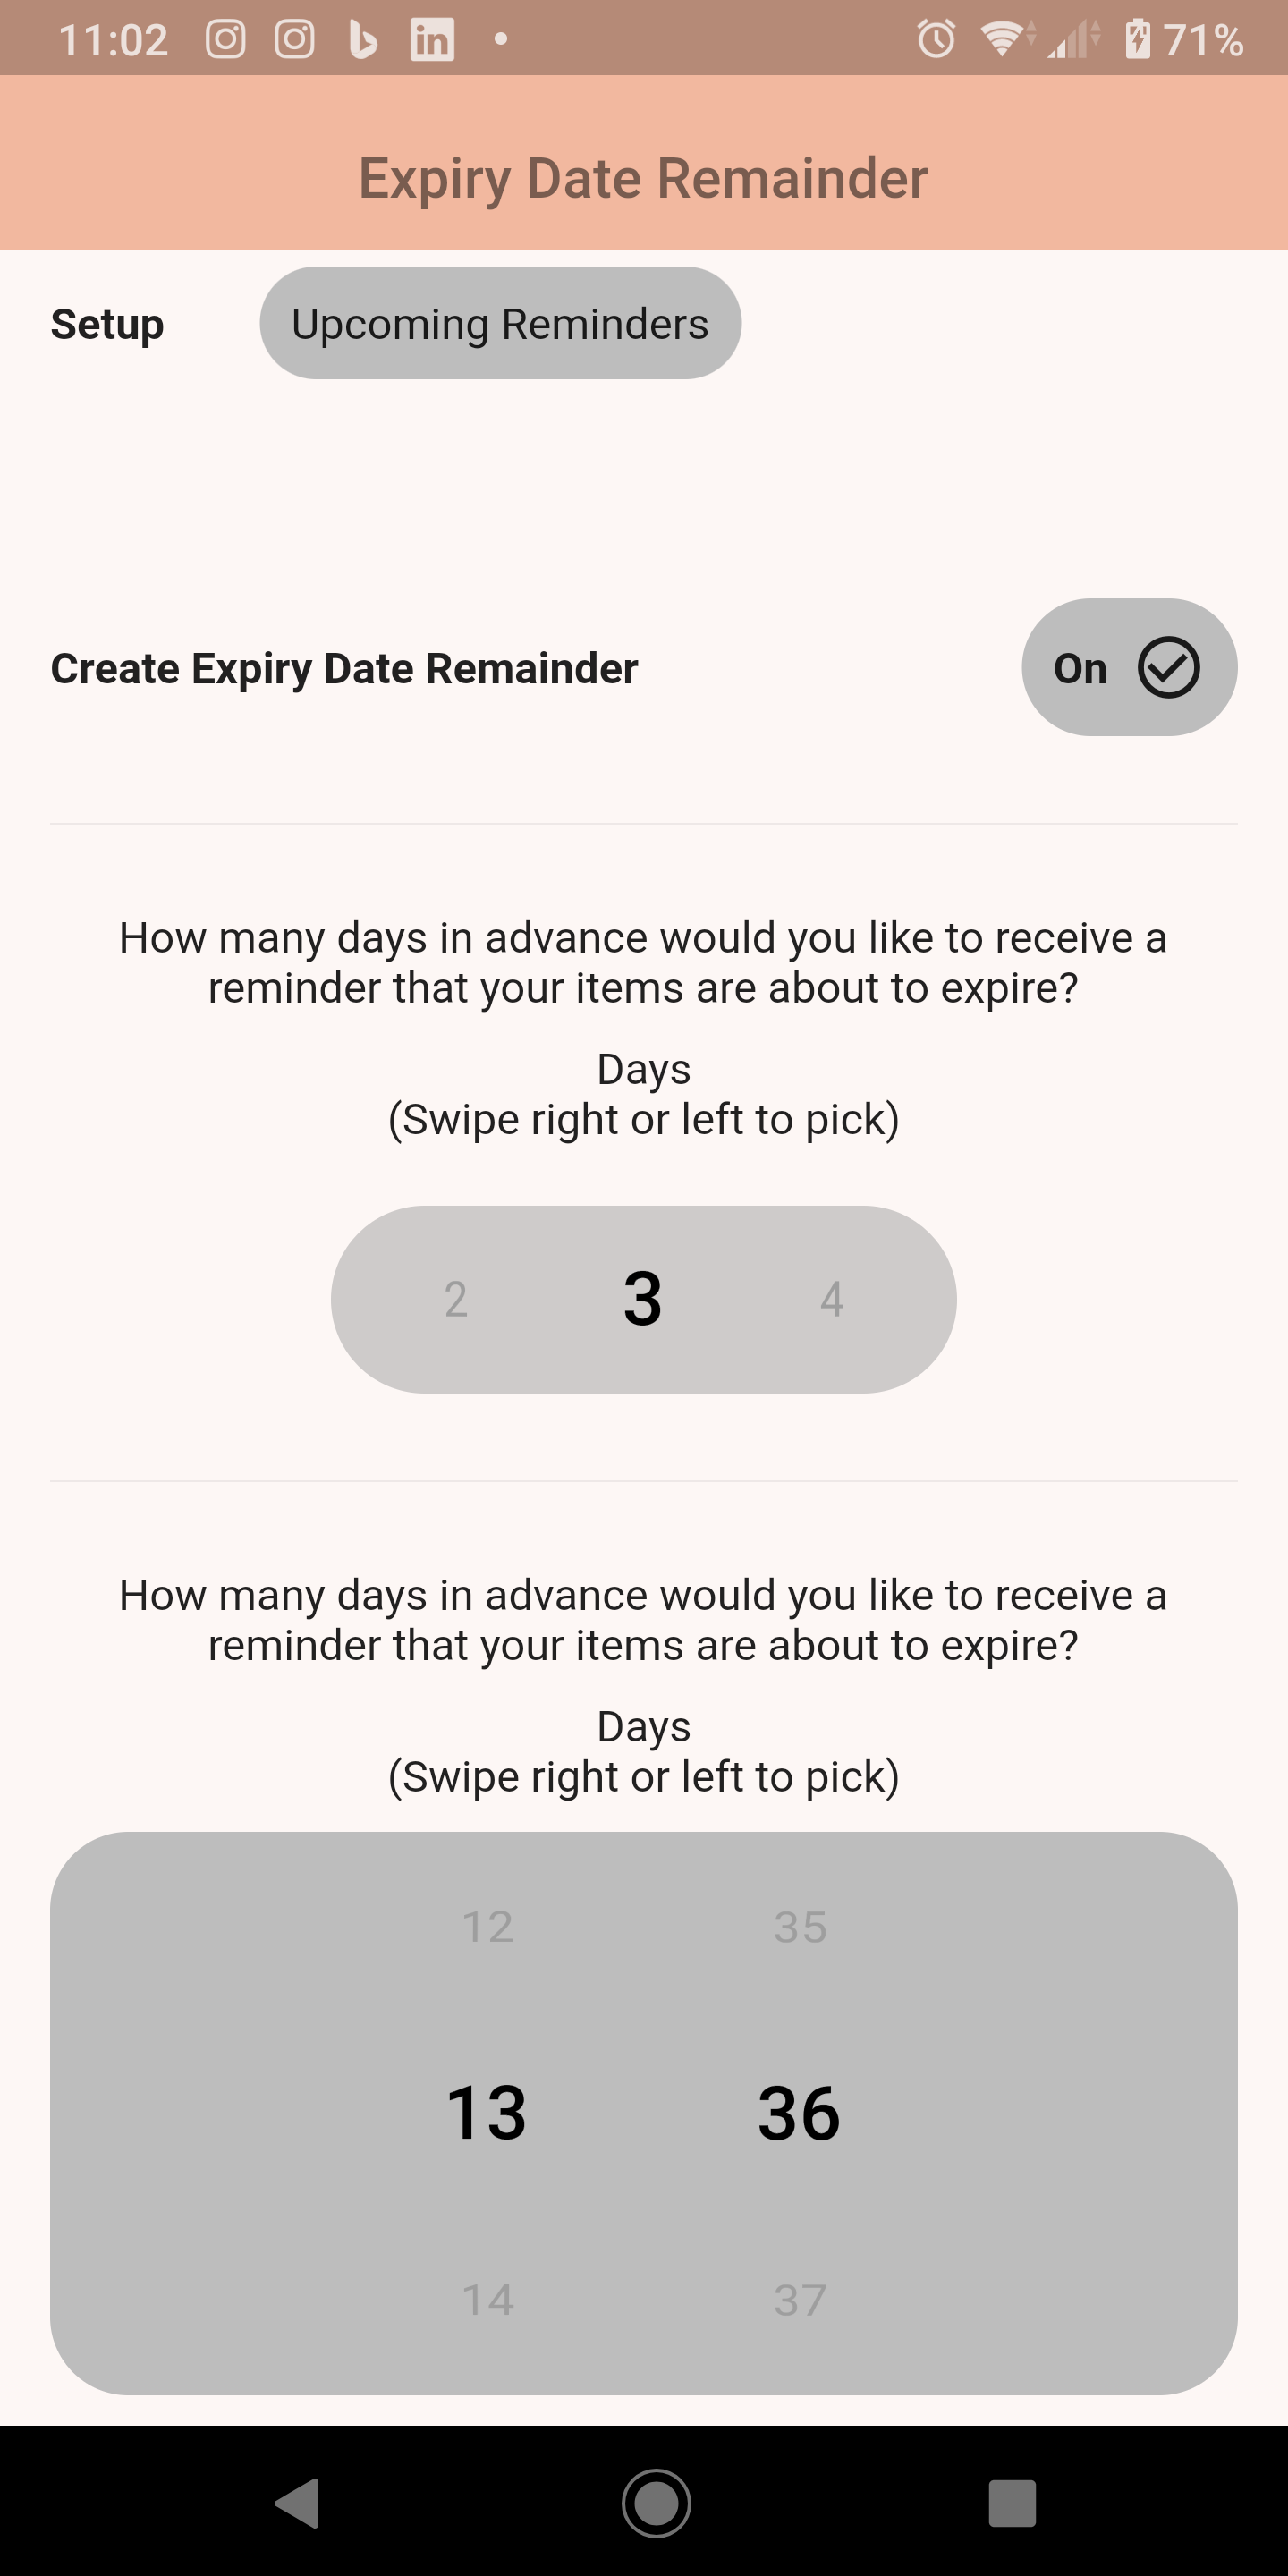 11:02 71%
Expiry Date Remainder
Setup Upcoming Reminders
Create Expiry Date Remainder On
How many days in advance would you like to receive a
reminder that your items are about to expire?
Days
(Swipe right or left to pick)
2 3 4
How many days in advance would you like to receive a
reminder that your items are about to expire?
Days
(Swipe right or left to pick)
12 35
13 36
14 37